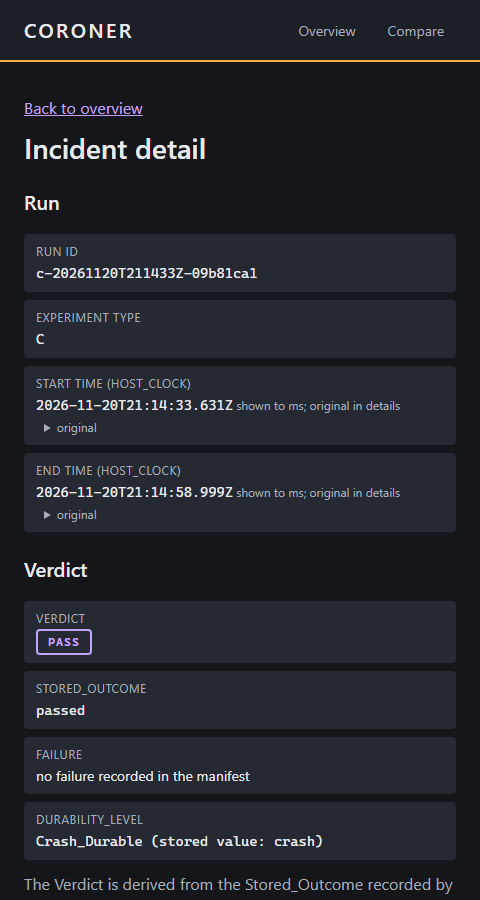 CORONER
Overview
Compare
Back to overview
Incident detail
Run
RUN ID
c-20261120T211433Z-09b81ca1
EXPERIMENT TYPE
C
START TIME (HOST_CLOCK)
2026-11-20T21:14:33.631Z shown to ms; original in details
▶ original
END TIME (HOST_CLOCK)
2026-11-20T21:14:58.999Z shown to ms; original in details
▶ original
Verdict
VERDICT
PASS
STORED_OUTCOME
passed
FAILURE
no failure recorded in the manifest
DURABILITY_LEVEL
Crash_Durable (stored value: crash)
The Verdict is derived from the Stored_Outcome recorded by